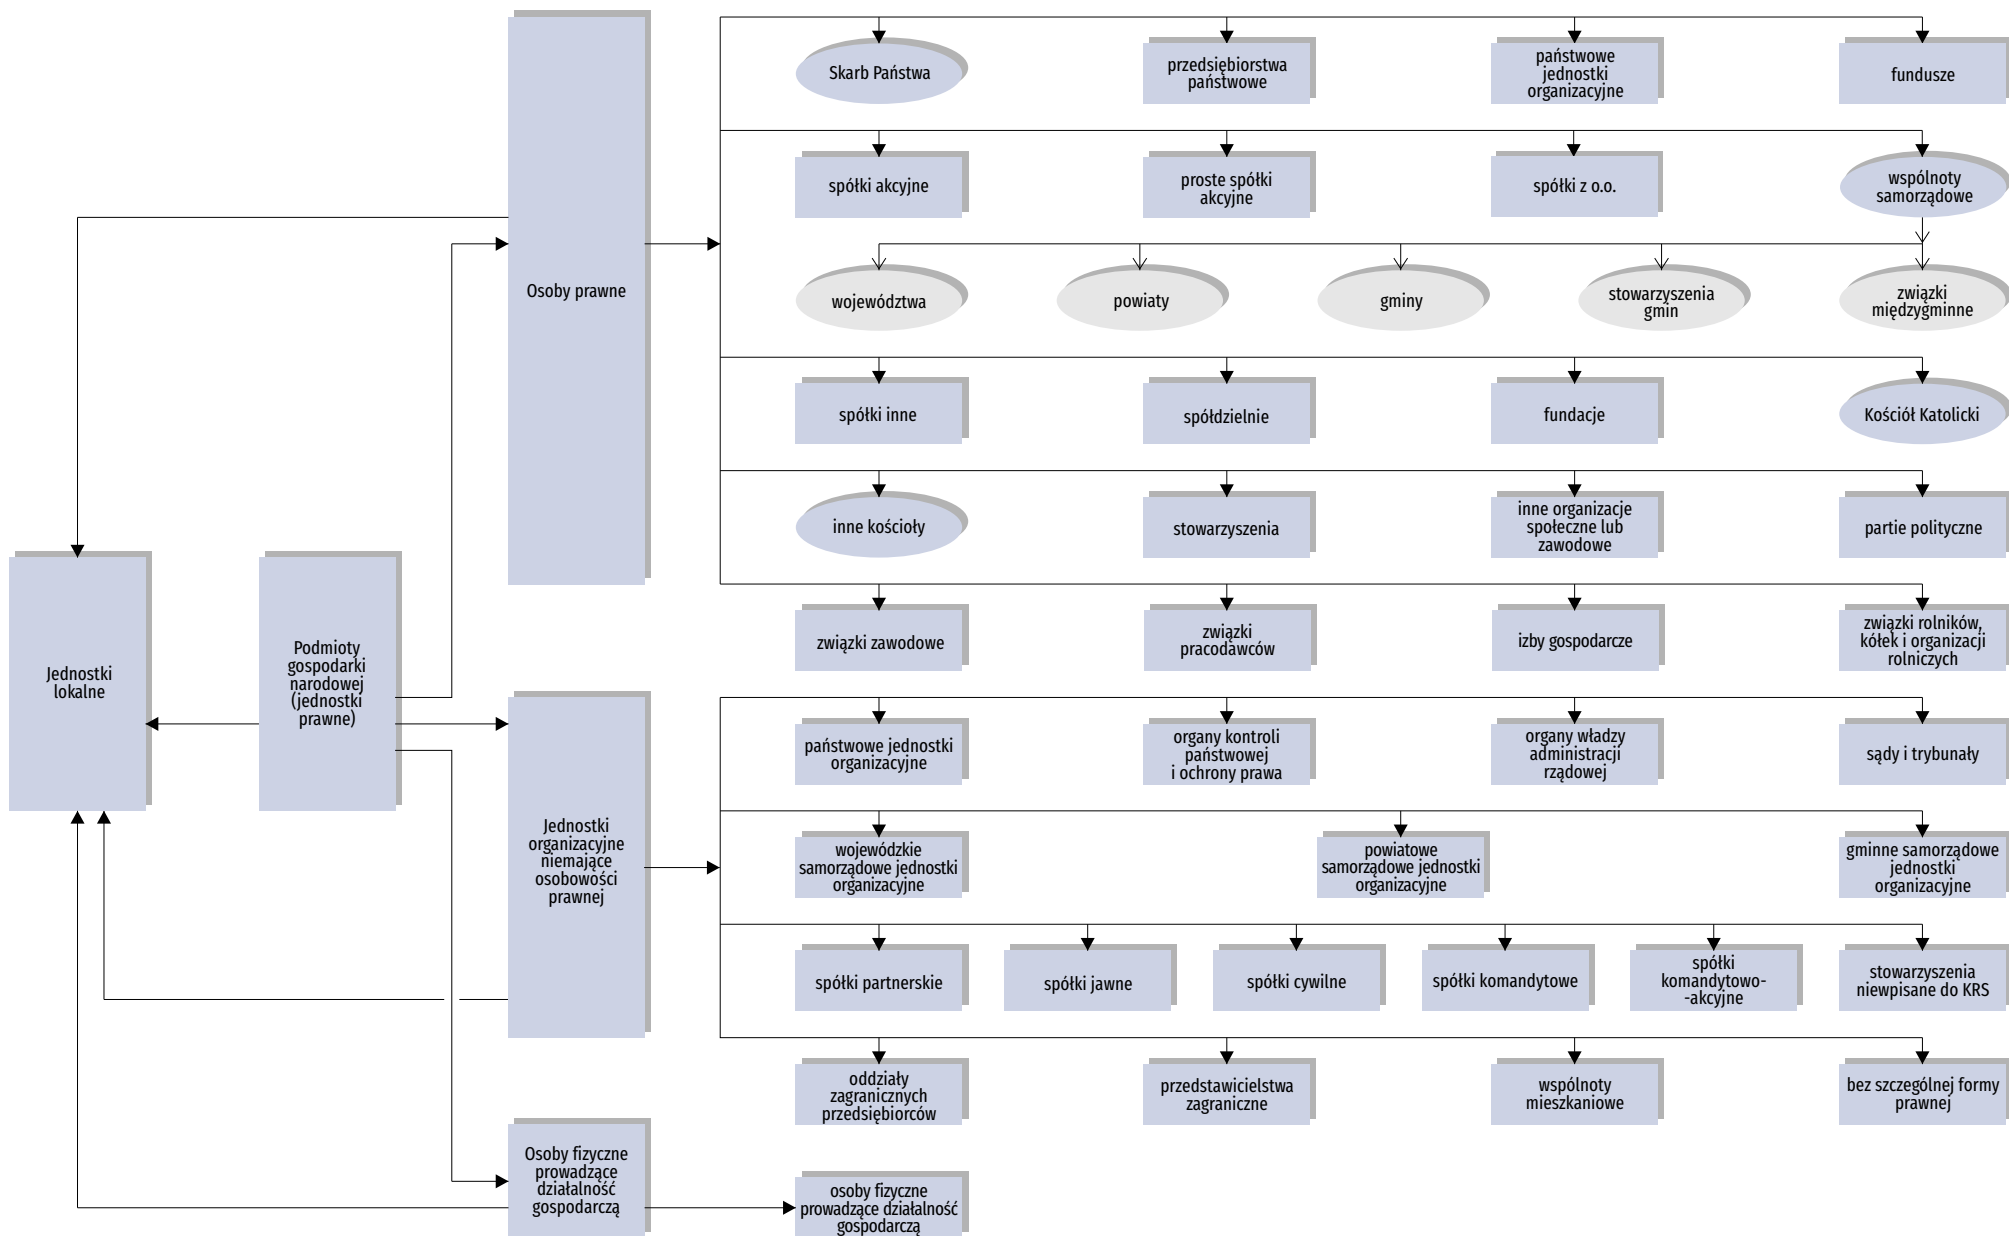 Jednostki
lokalne
Podmioty
gospodarki
narodowej
(jednostki
prawne)
Osoby prawne
Skarb Państwa
przedsiębiorstwa
państwowe
państwowe
jednostki
organizacyjne
fundusze
spółki akcyjne
proste spółki
akcyjne
spółki z o.o.
wspólnoty
samorządowe
województwa
powiaty
gminy
stowarzyszenia
gmin
związki
międzygminne
spółki inne
spółdzielnie
fundacje
Kościół Katolicki
inne kościoły
stowarzyszenia
inne organizacje
społeczne lub
zawodowe
partie polityczne
związki zawodowe
związki
pracodawców
izby gospodarcze
związki rolników,
kółek i organizacji
rolniczych
Jednostki
organizacyjne
niemające
osobowości
prawnej
państwowe jednostki
organizacyjne
organy kontroli
państwowej
i ochrony prawa
organy władzy
administracji
rządowej
sądy i trybunały
wojewódzkie
samorządowe jednostki
organizacyjne
powiatowe
samorządowe jednostki
organizacyjne
gminne samorządowe
jednostki
organizacyjne
spółki partnerskie
spółki jawne
spółki cywilne
spółki komandytowe
spółki
komandytowo-
-akcyjne
stowarzyszenia
niewpisane do KRS
oddziały
zagranicznych
przedsiębiorców
przedstawicielstwa
zagraniczne
wspólnoty
mieszkaniowe
bez szczególnej formy
prawnej
Osoby fizyczne
prowadzące
działalność
gospodarczą
osoby fizyczne
prowadzące działalność
gospodarczą